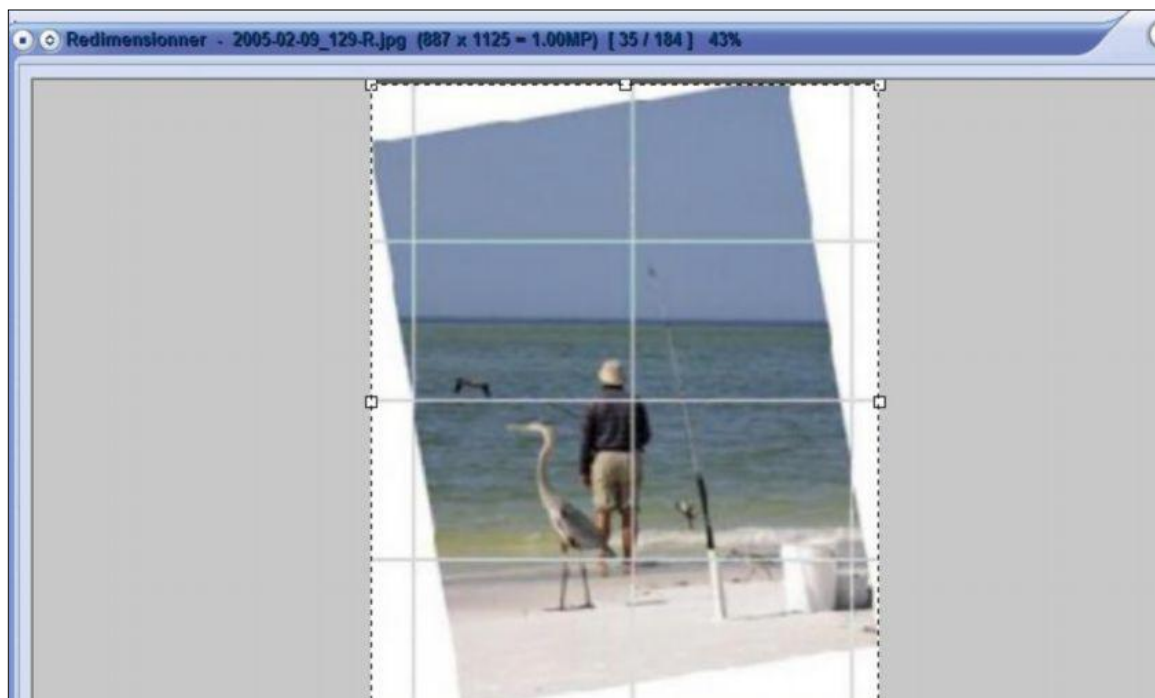 Redimensionner - 2005-02-09_129-R.jpg (887 x 1125 = 1.00MP) [ 35 / 184 ] 43%